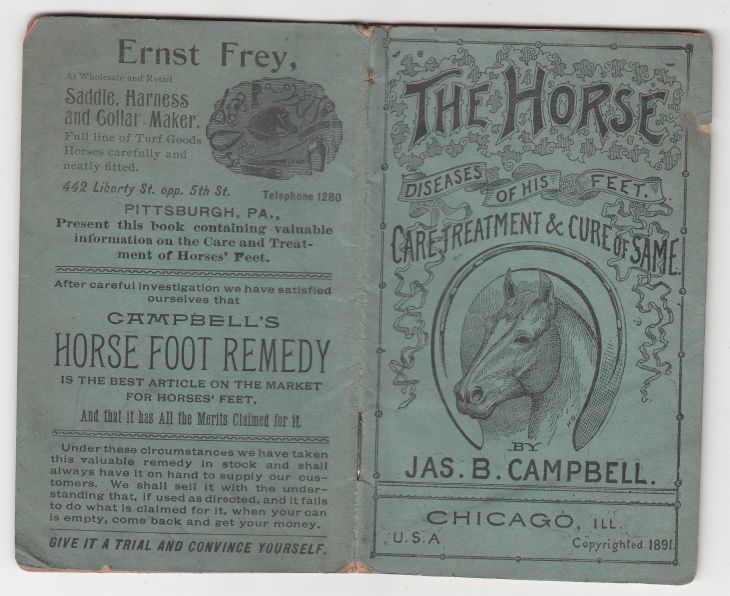 Ernst Frey,
At Wholesale and Retail
Saddle, Harness
and Collar Maker.
Full line of Turf Goods
Horses carefully and
neatly fitted.
442 Liberty St. opp. 5th St.
Telephone 1280
PITTSBURGH, PA.,
Present this book containing valuable
information on the Care and Treat-
ment of Horses' Feet.
After careful investigation we have satisfied
ourselves that
CAMPBELL'S
HORSE FOOT REMEDY
IS THE BEST ARTICLE ON THE MARKET
FOR HORSES' FEET,
And that it has All the Merits Claimed for it.
Under these circumstances we have taken
this valuable remedy in stock and shall
always have it on hand to supply our cus-
tomers. We shall sell it with the under-
standing that, if used as directed, and it fails
to do what is claimed for it, when your can
is empty, come back and get your money.
GIVE IT A TRIAL AND CONVINCE YOURSELF.
THE HORSE
DISEASES OF HIS FEET.
CARE TREATMENT & CURE OF SAME.
BY
JAS. B. CAMPBELL.
CHICAGO, ILL.
U.S.A.
Copyrighted 1891.